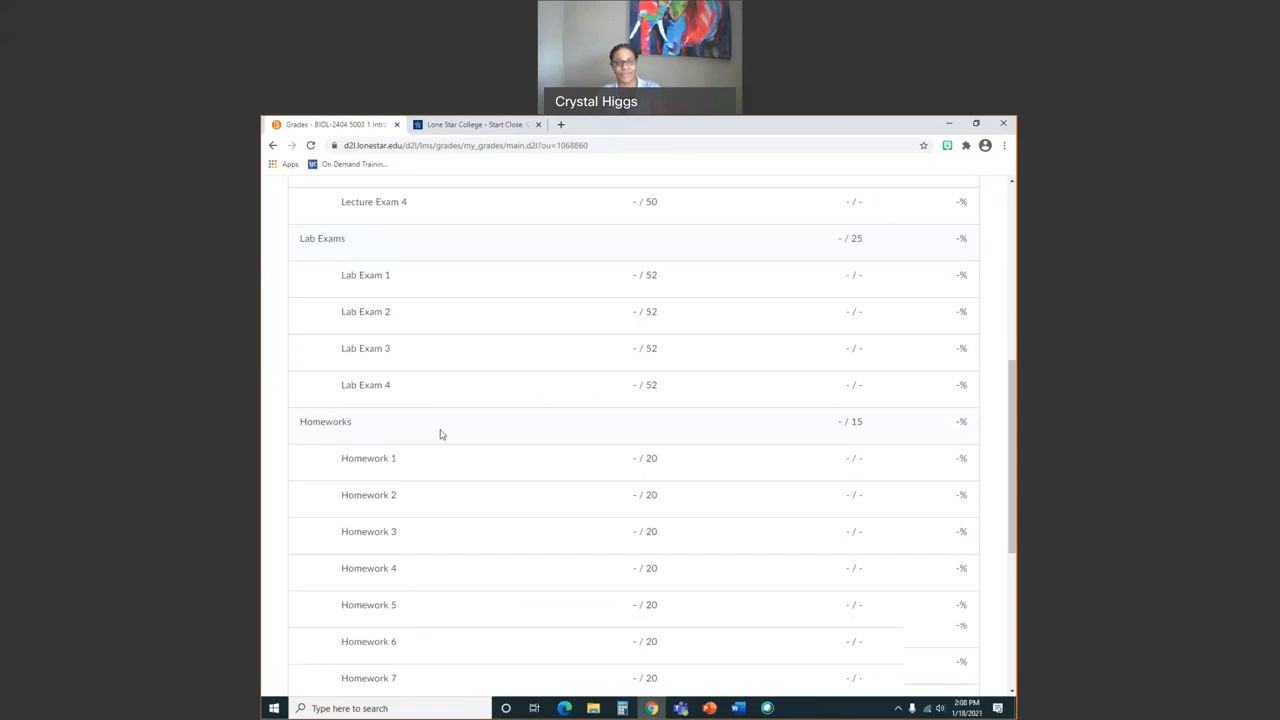 Crystal Higgs
Grades - BIOL-2404 5003 1 Intro
Lone Star College - Start Close.
d2l.lonestar.edu/d2l/lms/grades/my_grades/main.d2l?ou=1068860
Apps
On Demand Trainin...
Lecture Exam 4 - / 50 - / - -%
Lab Exams - / 25 -%
Lab Exam 1 - / 52 - / - -%
Lab Exam 2 - / 52 - / - -%
Lab Exam 3 - / 52 - / - -%
Lab Exam 4 - / 52 - / - -%
Homeworks - / 15 -%
Homework 1 - / 20 - / - -%
Homework 2 - / 20 - / - -%
Homework 3 - / 20 - / - -%
Homework 4 - / 20 - / - -%
Homework 5 - / 20 - / - -%
-%
Homework 6 - / 20 - / -
-%
Homework 7 - / 20 - / -
Type here to search
2:08 PM
1/18/2021